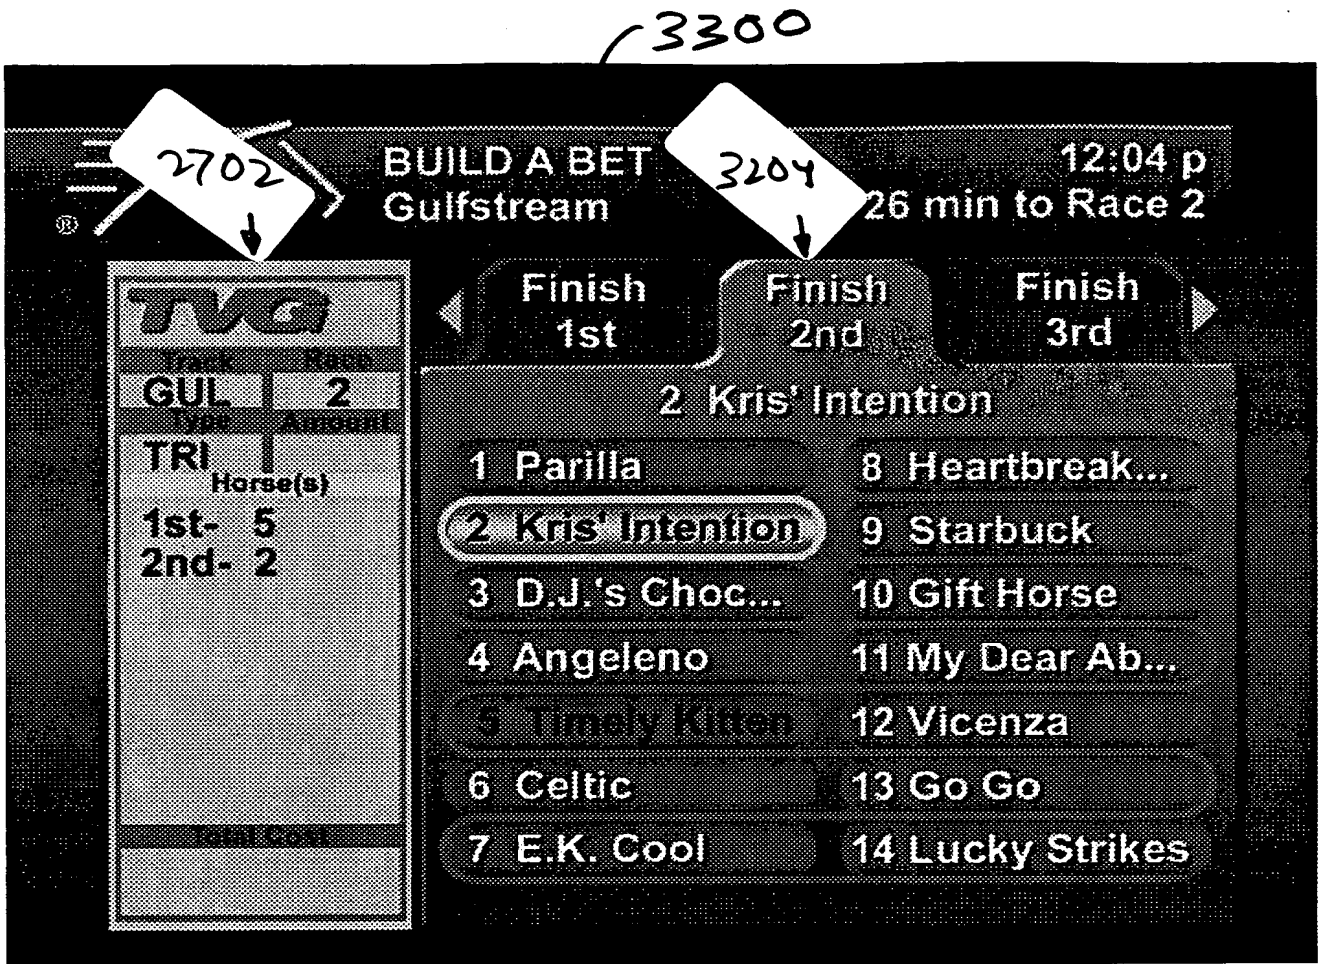 3300
2702
3204
BUILD A BET
Gulfstream
12:04 p
26 min to Race 2
®
TVG
Track Race
GUL 2
Type Amount
TRI
Horse(s)
1st- 5
2nd- 2
Total Cost
Finish 1st
Finish 2nd
Finish 3rd
2 Kris' Intention
1 Parilla
2 Kris' Intention
3 D.J.'s Choc...
4 Angeleno
5 Timely Kitten
6 Celtic
7 E.K. Cool
8 Heartbreak...
9 Starbuck
10 Gift Horse
11 My Dear Ab...
12 Vicenza
13 Go Go
14 Lucky Strikes